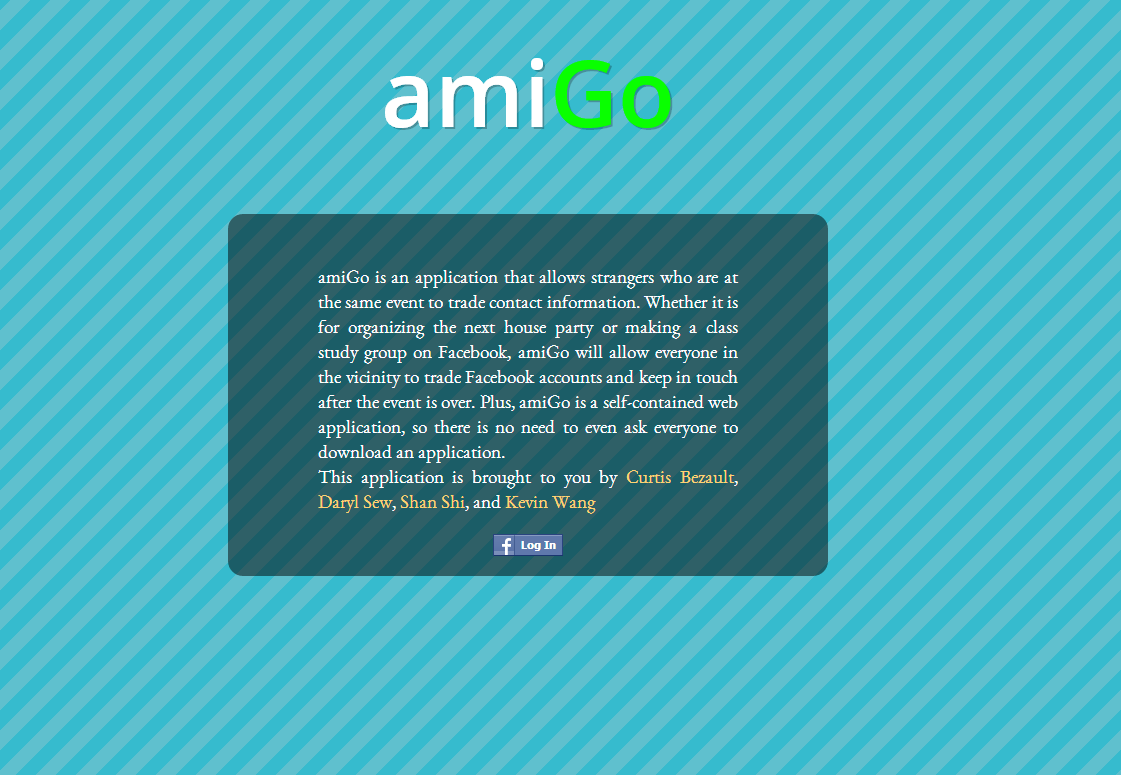 amiGo
amiGo is an application that allows strangers who are at
the same event to trade contact information. Whether it is
for organizing the next house party or making a class
study group on Facebook, amiGo will allow everyone in
the vicinity to trade Facebook accounts and keep in touch
after the event is over. Plus, amiGo is a self-contained web
application, so there is no need to even ask everyone to
download an application.
This application is brought to you by Curtis Bezault,
Daryl Sew, Shan Shi, and Kevin Wang
f Log In